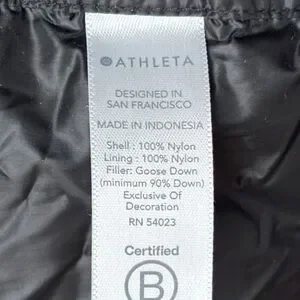 ATHLETA
DESIGNED IN
SAN FRANCISCO
MADE IN INDONESIA
Shell : 100% Nylon
Lining : 100% Nylon
Filler: Goose Down
(minimum 90% Down)
Exclusive Of
Decoration
RN 54023
Certified
B